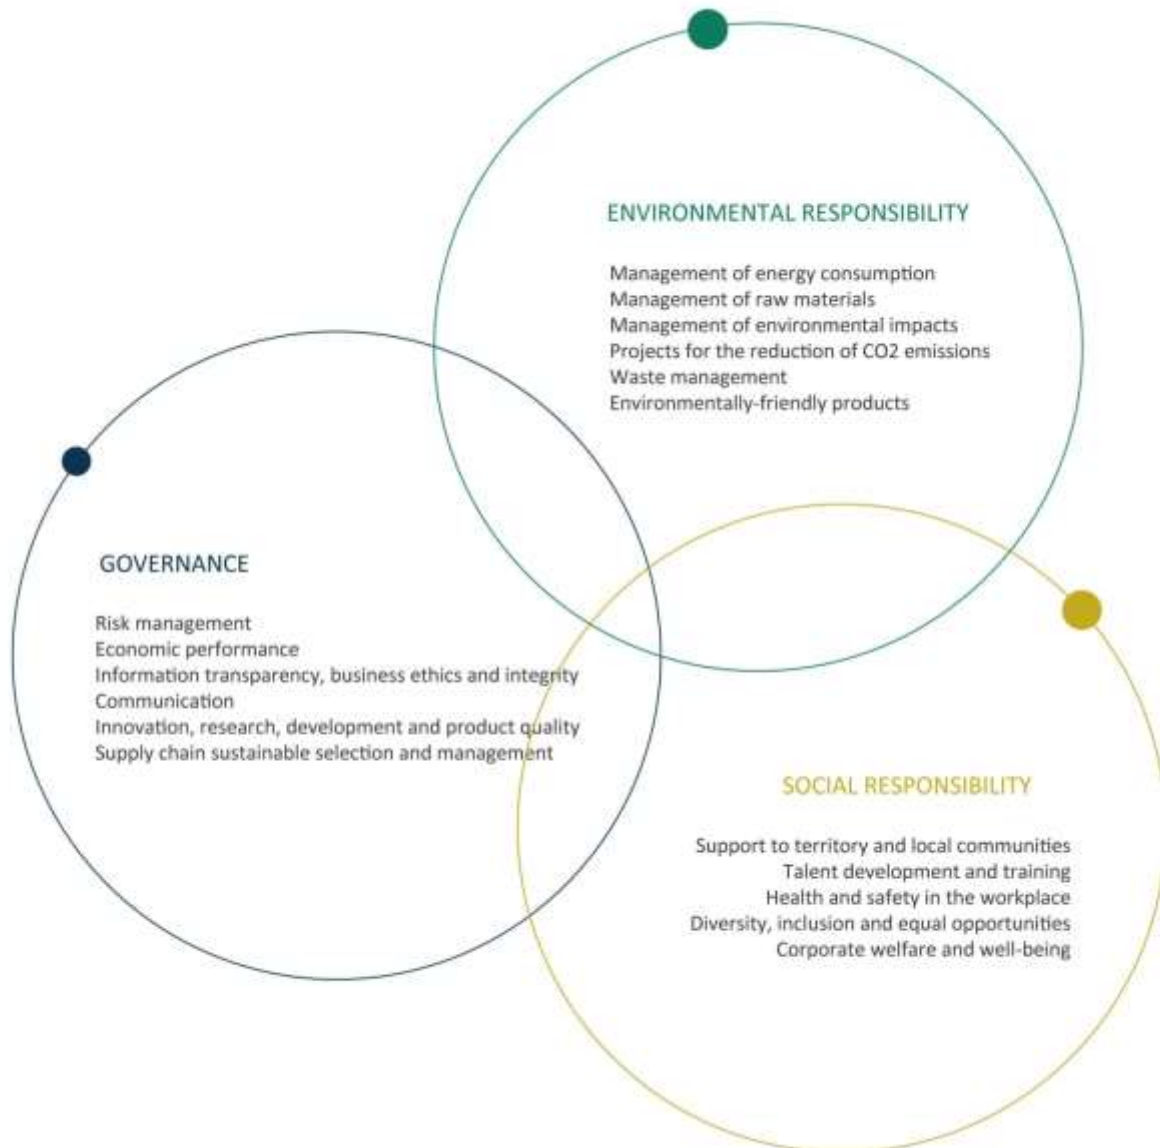 ENVIRONMENTAL RESPONSIBILITY
Management of energy consumption
Management of raw materials
Management of environmental impacts
Projects for the reduction of CO2 emissions
Waste management
Environmentally-friendly products
GOVERNANCE
Risk management
Economic performance
Information transparency, business ethics and integrity
Communication
Innovation, research, development and product quality
Supply chain sustainable selection and management
SOCIAL RESPONSIBILITY
Support to territory and local communities
Talent development and training
Health and safety in the workplace
Diversity, inclusion and equal opportunities
Corporate welfare and well-being